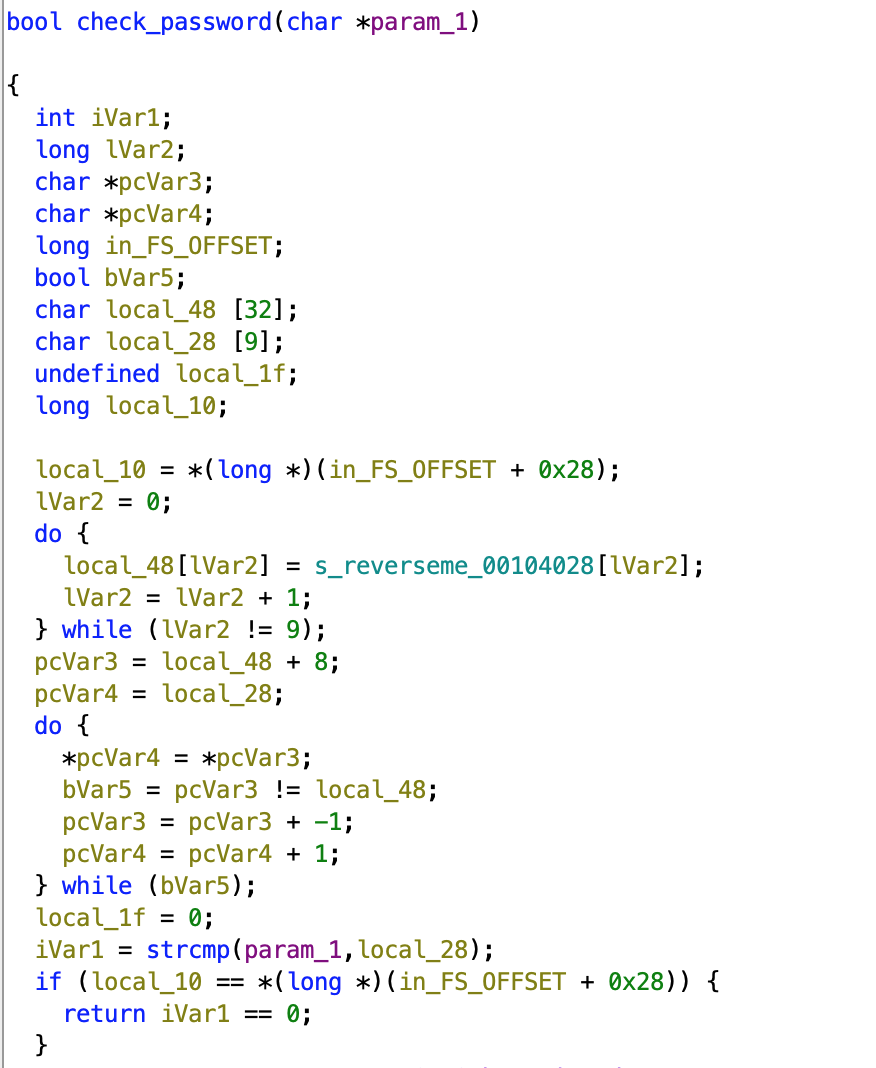 bool check_password(char *param_1)
{
int iVar1;
long lVar2;
char *pcVar3;
char *pcVar4;
long in_FS_OFFSET;
bool bVar5;
char local_48 [32];
char local_28 [9];
undefined local_1f;
long local_10;
local_10 = *(long *)(in_FS_OFFSET + 0x28);
lVar2 = 0;
do {
local_48[lVar2] = s_reverseme_00104028[lVar2];
lVar2 = lVar2 + 1;
} while (lVar2 != 9);
pcVar3 = local_48 + 8;
pcVar4 = local_28;
do {
*pcVar4 = *pcVar3;
bVar5 = pcVar3 != local_48;
pcVar3 = pcVar3 + -1;
pcVar4 = pcVar4 + 1;
} while (bVar5);
local_1f = 0;
iVar1 = strcmp(param_1,local_28);
if (local_10 == *(long *)(in_FS_OFFSET + 0x28)) {
return iVar1 == 0;
}